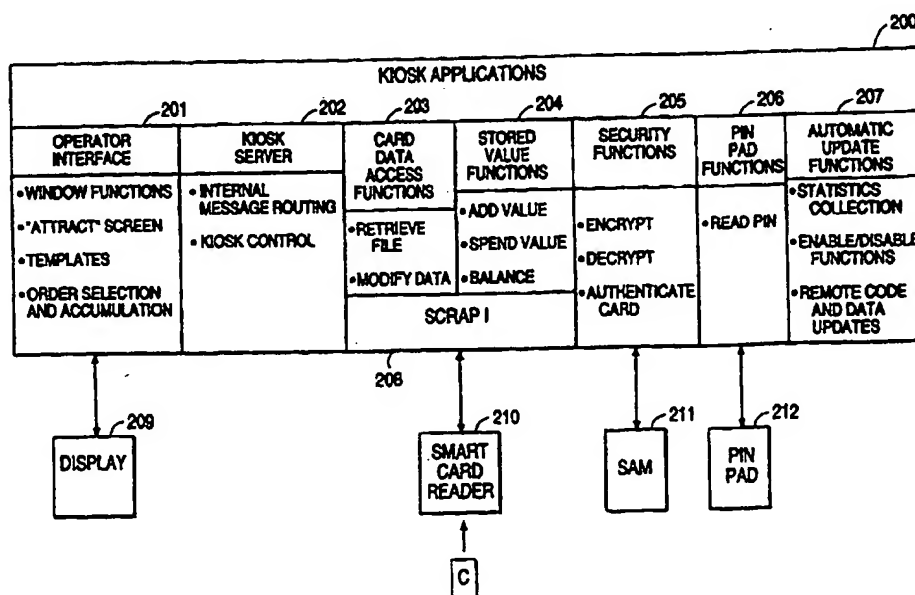 200
KIOSK APPLICATIONS
201
OPERATOR
INTERFACE
•WINDOW FUNCTIONS
•"ATTRACT" SCREEN
•TEMPLATES
•ORDER SELECTION
AND ACCUMULATION
202
KIOSK
SERVER
•INTERNAL
MESSAGE ROUTING
•KIOSK CONTROL
203
CARD
DATA
ACCESS
FUNCTIONS
•RETRIEVE
FILE
•MODIFY DATA
204
STORED
VALUE
FUNCTIONS
•ADD VALUE
•SPEND VALUE
•BALANCE
SCRAP I
208
205
SECURITY
FUNCTIONS
•ENCRYPT
•DECRYPT
•AUTHENTICATE
CARD
206
PIN
PAD
FUNCTIONS
•READ PIN
207
AUTOMATIC
UPDATE
FUNCTIONS
•STATISTICS
COLLECTION
•ENABLE/DISABLE
FUNCTIONS
•REMOTE CODE
AND DATA
UPDATES
209
DISPLAY
210
SMART
CARD
READER
211
SAM
212
PIN
PAD
C